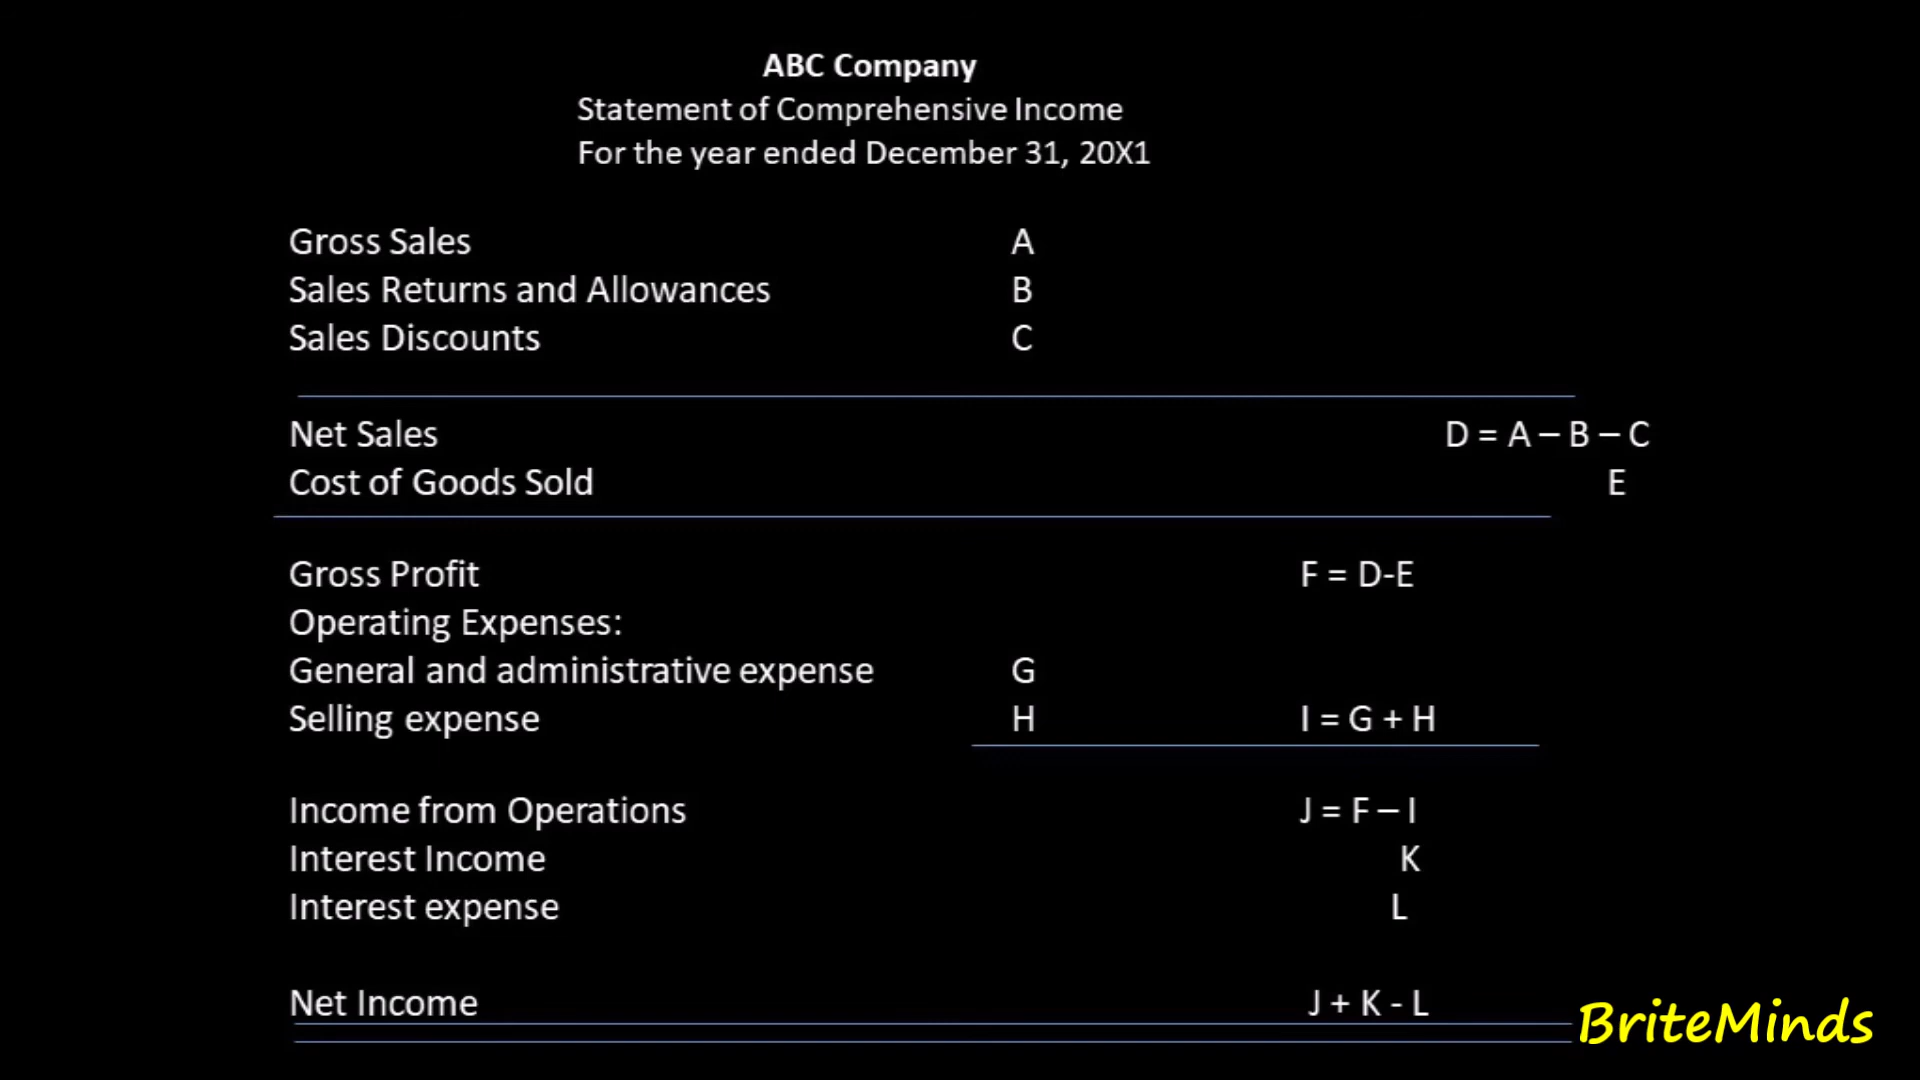 ABC Company
Statement of Comprehensive Income
For the year ended December 31, 20X1
Gross Sales A
Sales Returns and Allowances B
Sales Discounts C
Net Sales D = A – B – C
Cost of Goods Sold E
Gross Profit F = D-E
Operating Expenses:
General and administrative expense G
Selling expense H I = G + H
Income from Operations J = F – I
Interest Income K
Interest expense L
Net Income J + K - L
BriteMinds